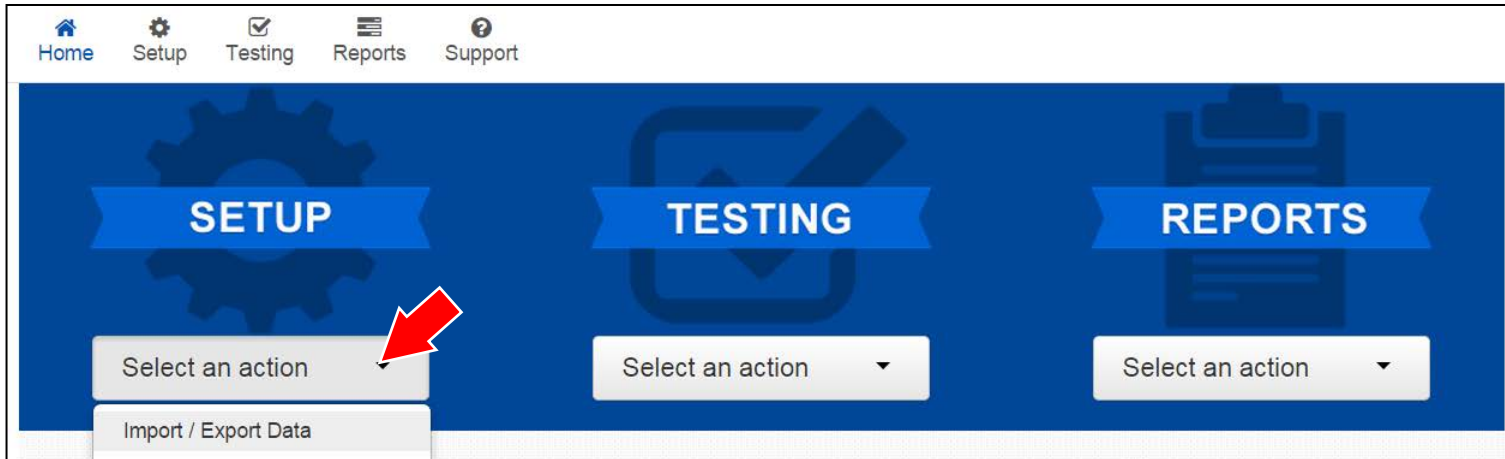 Home Setup Testing Reports Support
SETUP TESTING REPORTS
Select an action Select an action Select an action
Import / Export Data